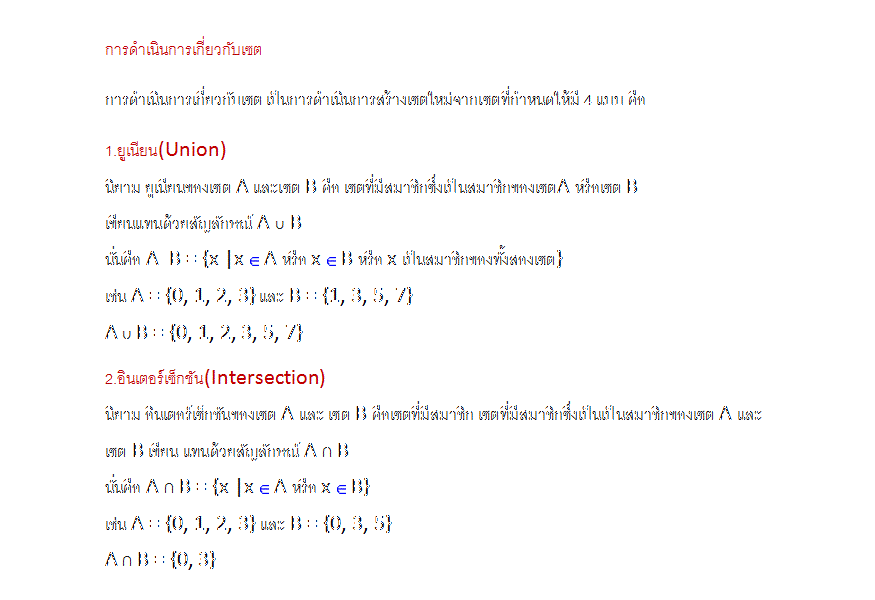 การดำเนินการเกี่ยวกับเซต
การดำเนินการเกี่ยวกับเซต เป็นการดำเนินการสร้างเซตใหม่จากเซตที่กำหนดให้มี 4 แบบ คือ
1.ยูเนียน(Union)
นิยาม ยูเนียนของเซต A และเซต B คือ เซตที่มีสมาชิกซึ่งเป็นสมาชิกของเซตA หรือเซต B
เขียนแทนด้วยสัญลักษณ์ A ∪ B
นั่นคือ A B = {x | x ∈ A หรือ x ∈ B หรือ x เป็นสมาชิกของทั้งสองเซต}
เช่น A = {0, 1, 2, 3} และ B = {1, 3, 5, 7}
A ∪ B = {0, 1, 2, 3, 5, 7}
2.อินเตอร์เซ็กชัน(Intersection)
นิยาม อินเตอร์เซ็กชันของเซต A และ เซต B คือเซตที่มีสมาชิก เซตที่มีสมาชิกซึ่งเป็นเป็นสมาชิกของเซต A และ
เซต B เขียน แทนด้วยสัญลักษณ์ A ∩ B
นั่นคือ A ∩ B = {x | x ∈ A หรือ x ∈ B}
เช่น A = {0, 1, 2, 3} และ B = {0, 3, 5}
A ∩ B = {0, 3}